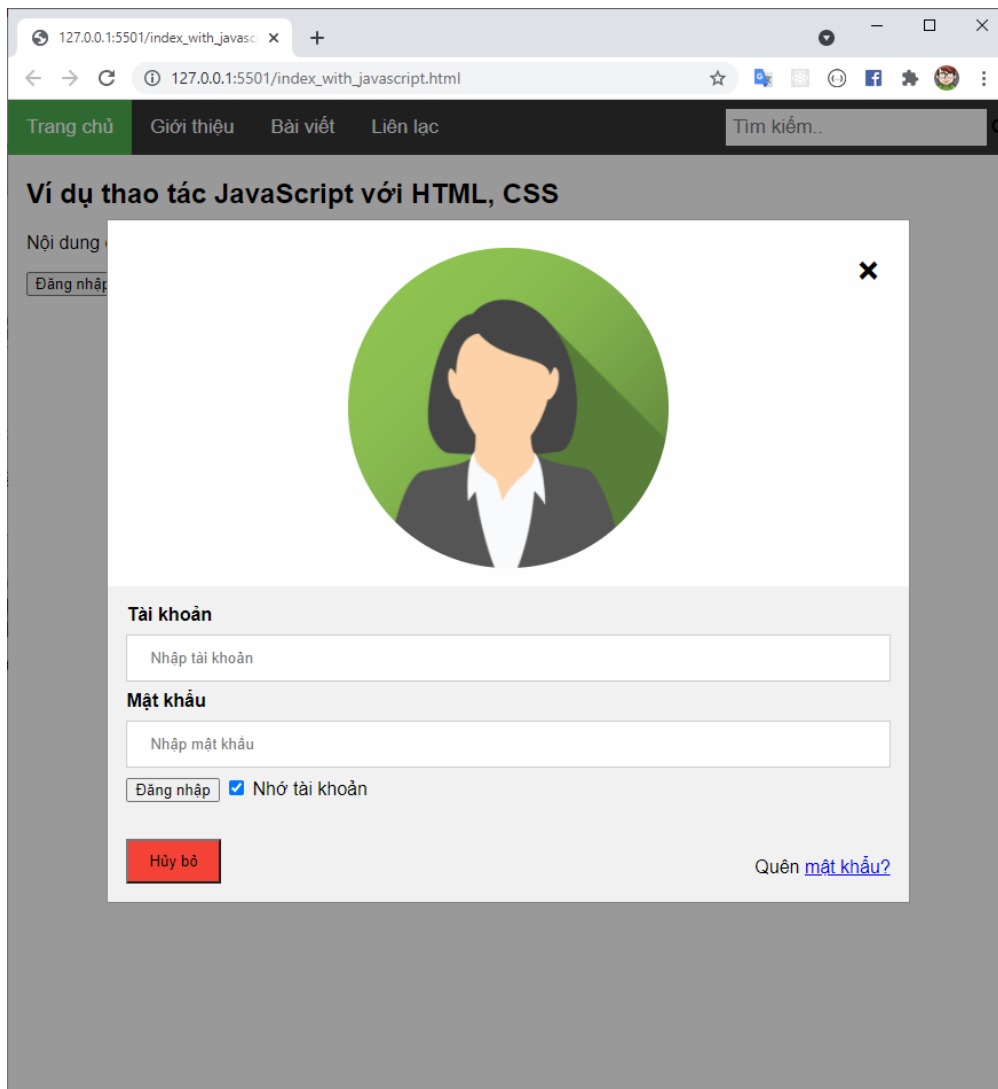 127.0.0.1:5501/index_with_javasc
127.0.0.1:5501/index_with_javascript.html
Trang chủ Giới thiệu Bài viết Liên lạc Tìm kiếm..
Ví dụ thao tác JavaScript với HTML, CSS
Nội dung
Đăng nhập
Tài khoản
Nhập tài khoản
Mật khẩu
Nhập mật khẩu
Đăng nhập Nhớ tài khoản
Hủy bỏ
Quên mật khẩu?